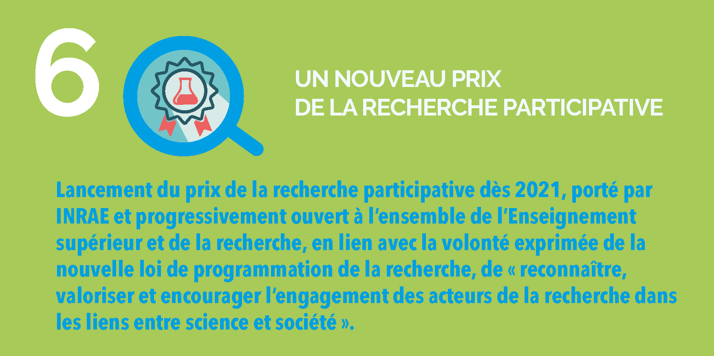 6
UN NOUVEAU PRIX
DE LA RECHERCHE PARTICIPATIVE
Lancement du prix de la recherche participative dès 2021, porté par
INRAE et progressivement ouvert à l’ensemble de l’Enseignement
supérieur et de la recherche, en lien avec la volonté exprimée de la
nouvelle loi de programmation de la recherche, de « reconnaître,
valoriser et encourager l’engagement des acteurs de la recherche dans
les liens entre science et société ».